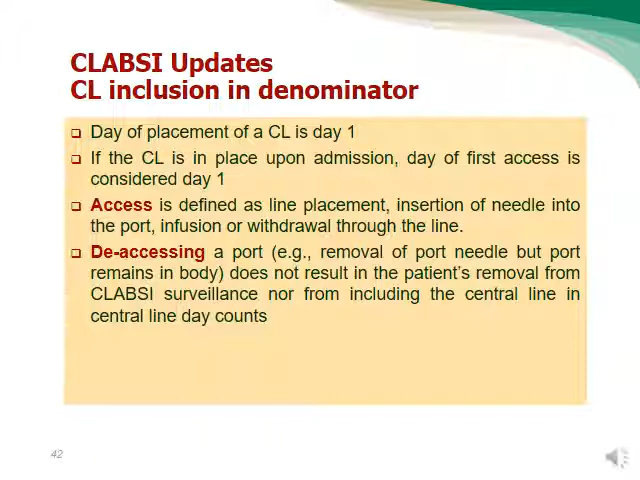 CLABSI Updates
CL inclusion in denominator
❑ Day of placement of a CL is day 1
❑ If the CL is in place upon admission, day of first access is
considered day 1
❑ Access is defined as line placement, insertion of needle into
the port, infusion or withdrawal through the line.
❑ De-accessing a port (e.g., removal of port needle but port
remains in body) does not result in the patient's removal from
CLABSI surveillance nor from including the central line in
central line day counts
42